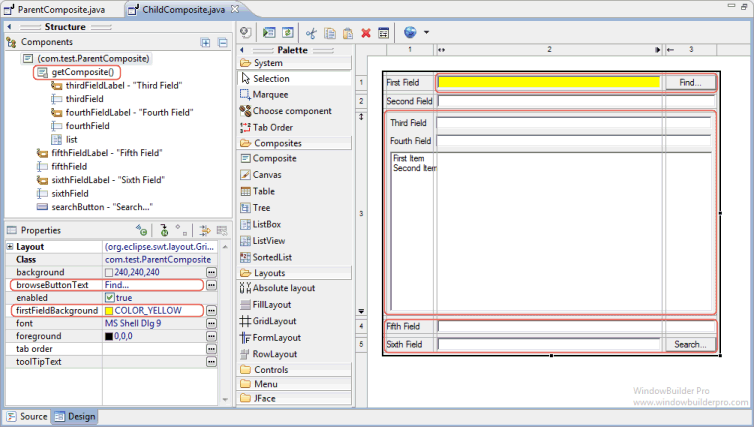 ParentComposite.java
ChildComposite.java
Structure
Components
(com.test.ParentComposite)
getComposite()
thirdFieldLabel - "Third Field"
thirdField
fourthFieldLabel - "Fourth Field"
fourthField
list
fifthFieldLabel - "Fifth Field"
fifthField
sixthFieldLabel - "Sixth Field"
sixthField
searchButton - "Search..."
Properties
Layout (org.eclipse.swt.layout.Gri...
Class com.test.ParentComposite
background 240,240,240
browseButtonText Find...
enabled true
firstFieldBackground COLOR_YELLOW
font MS Shell Dlg 9
foreground 0,0,0
tab order
toolTipText
Source Design
Palette
System
Selection
Marquee
Choose component
Tab Order
Composites
Composite
Canvas
Table
Tree
ListBox
ListView
SortedList
Layouts
Absolute layout
FillLayout
GridLayout
FormLayout
RowLayout
Controls
Menu
JFace
1 2 3
1 First Field Find...
2 Second Field
3
Third Field
Fourth Field
First Item
Second Item
4 Fifth Field
5 Sixth Field Search...
WindowBuilder Pro
www.windowbuilderpro.com